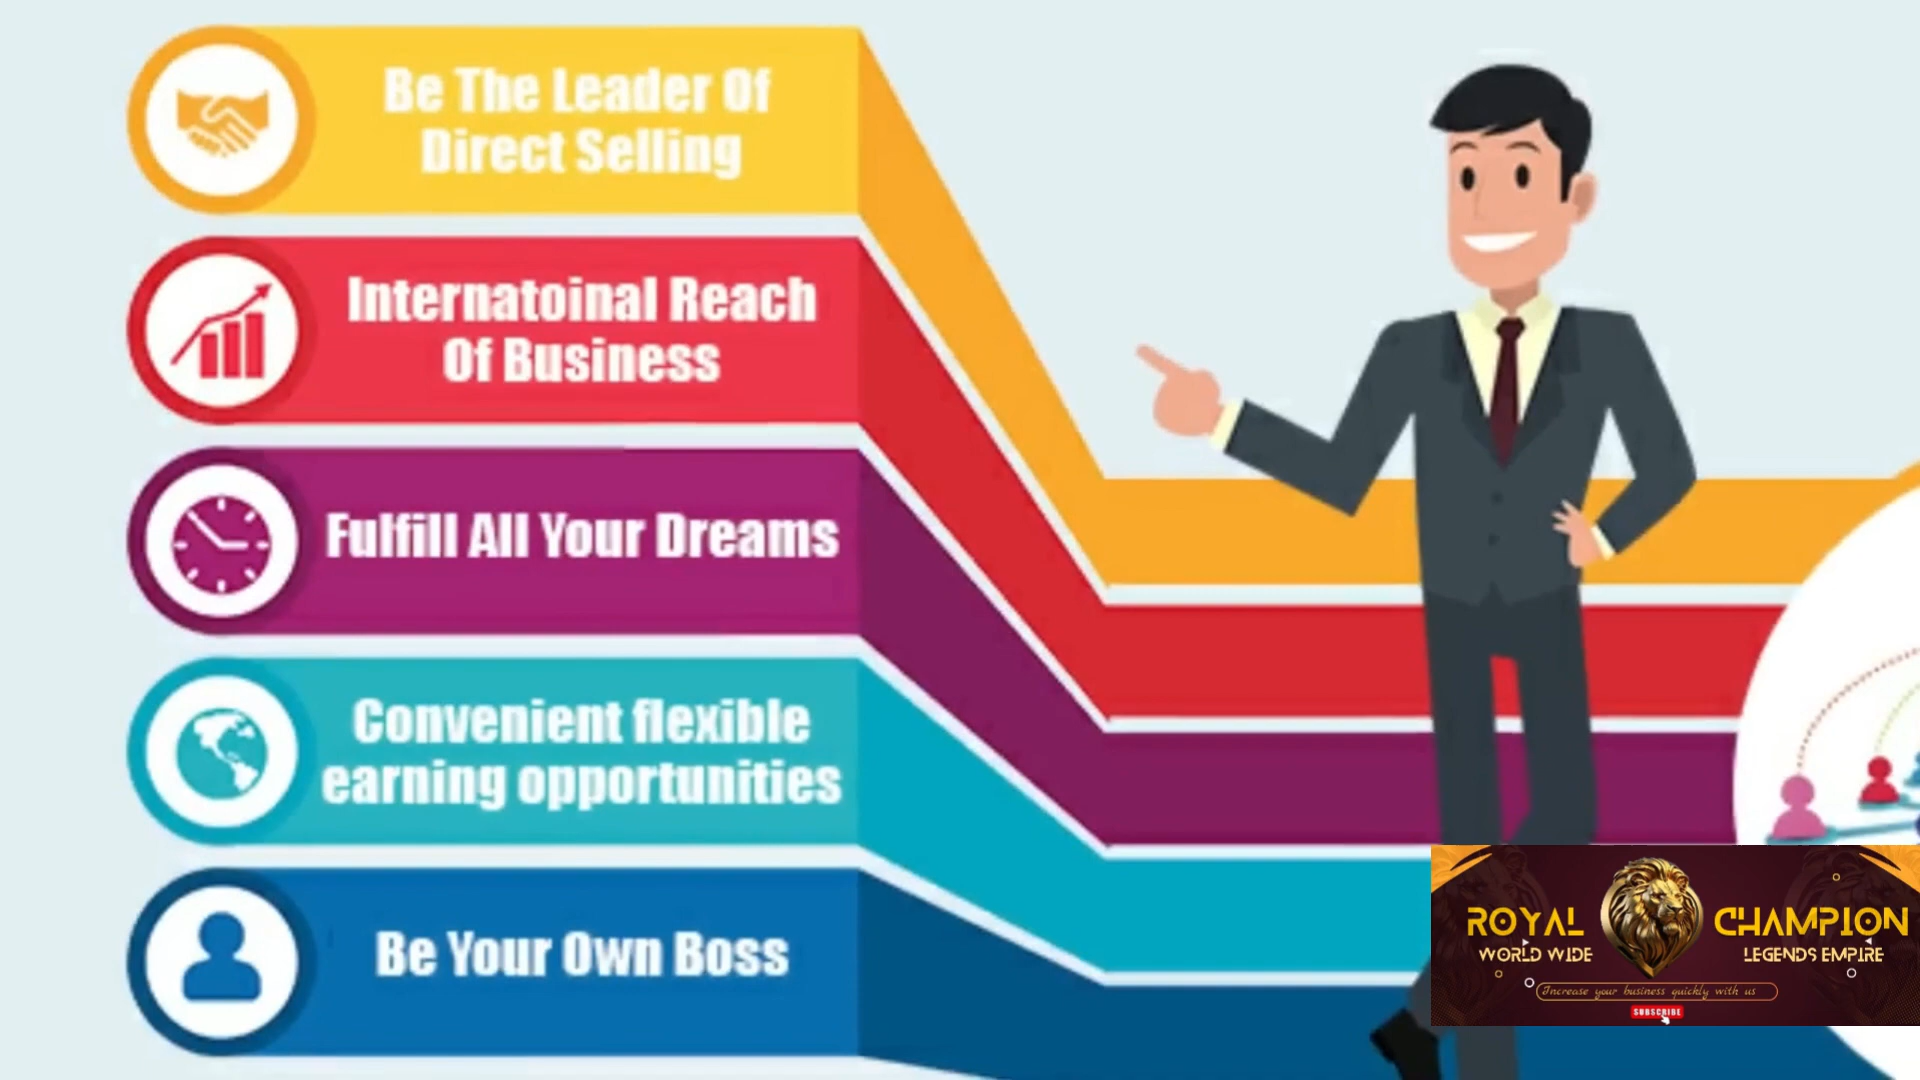 Be The Leader Of
Direct Selling
Internatoinal Reach
Of Business
Fulfill All Your Dreams
Convenient flexible
earning opportunities
Be Your Own Boss
ROYAL CHAMPION
WORLD WIDE LEGENDS EMPIRE
Increase your business quickly with us
SUBSCRIBE